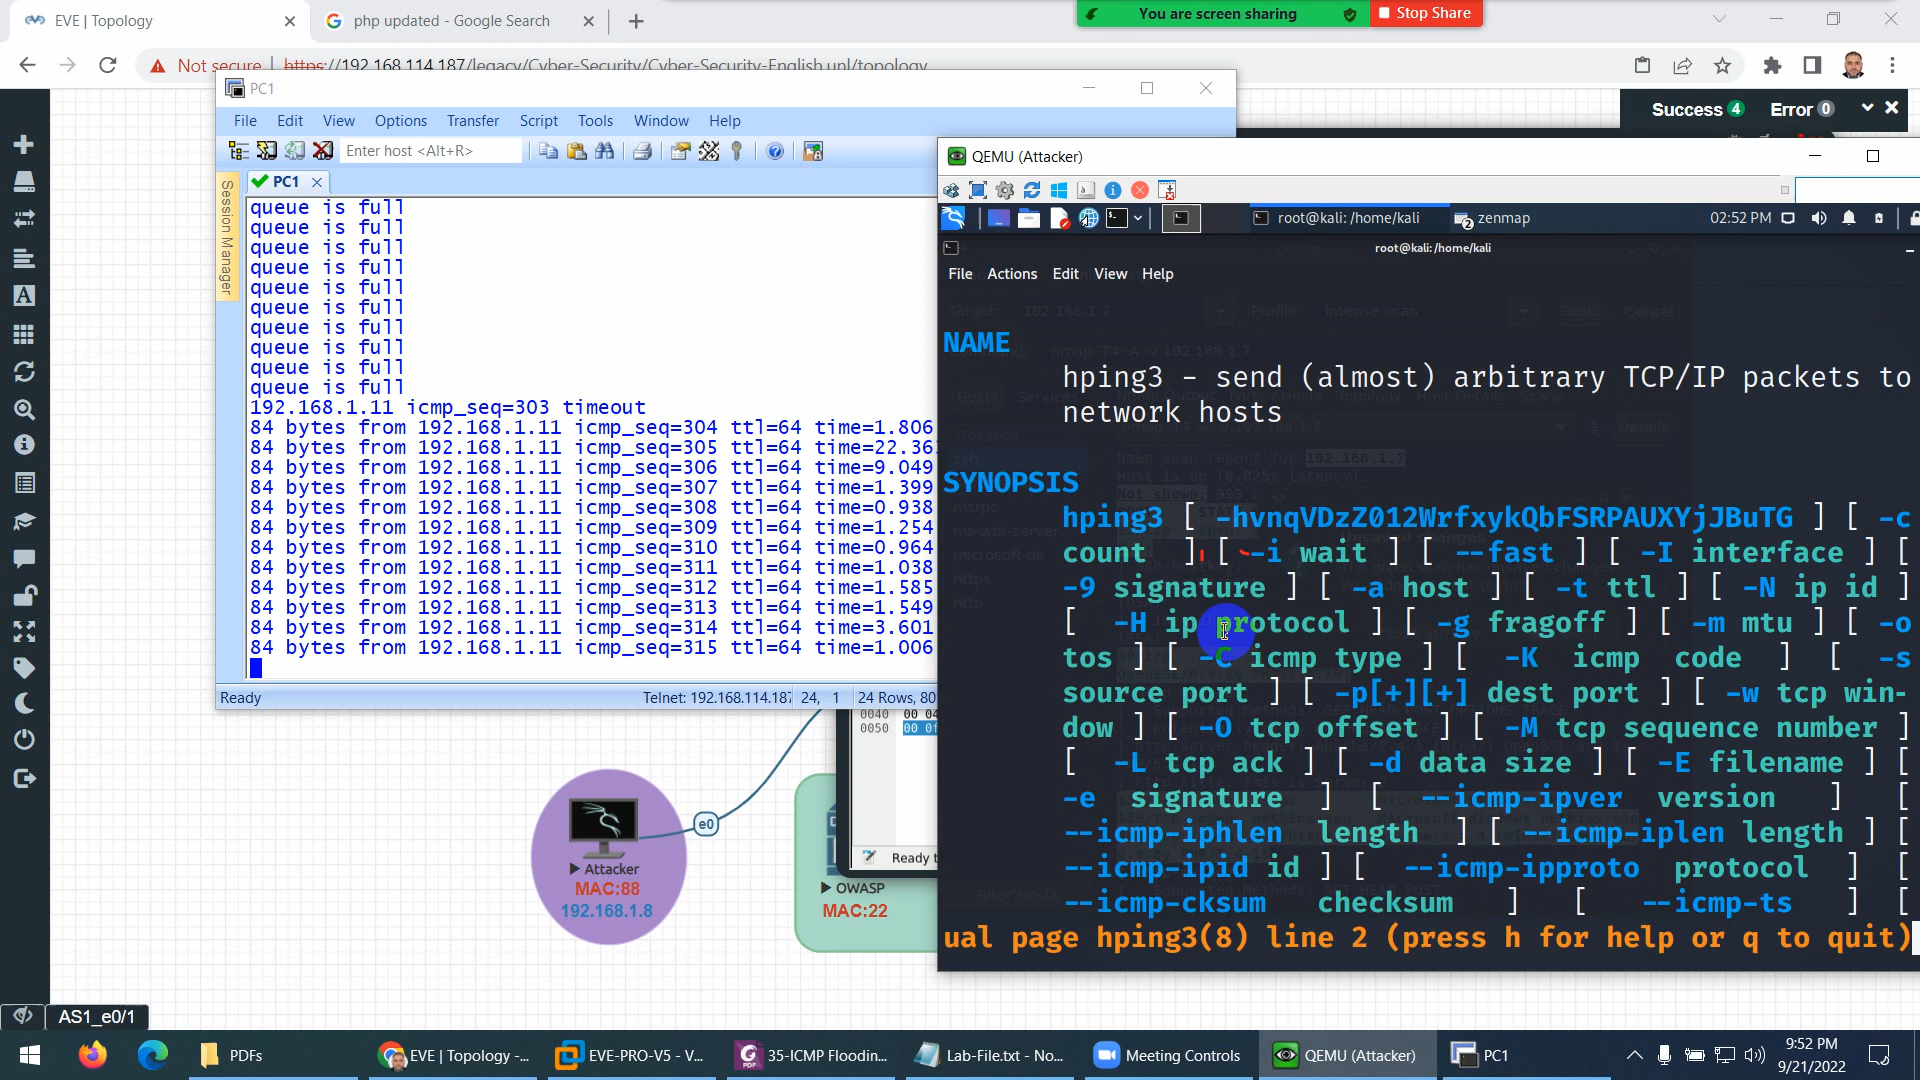 EVE | Topology
php updated - Google Search
You are screen sharing
Stop Share
Not secure
https://192.168.114.187/legacy/Cyber-Security/Cyber-Security-English.unl/topology
Success 4
Error 0
PC1
File Edit View Options Transfer Script Tools Window Help
Enter host <Alt+R>
PC1
Session Manager
queue is full
queue is full
queue is full
queue is full
queue is full
queue is full
queue is full
queue is full
queue is full
queue is full
192.168.1.11 icmp_seq=303 timeout
84 bytes from 192.168.1.11 icmp_seq=304 ttl=64 time=1.806
84 bytes from 192.168.1.11 icmp_seq=305 ttl=64 time=22.36
84 bytes from 192.168.1.11 icmp_seq=306 ttl=64 time=9.049
84 bytes from 192.168.1.11 icmp_seq=307 ttl=64 time=1.399
84 bytes from 192.168.1.11 icmp_seq=308 ttl=64 time=0.938
84 bytes from 192.168.1.11 icmp_seq=309 ttl=64 time=1.254
84 bytes from 192.168.1.11 icmp_seq=310 ttl=64 time=0.964
84 bytes from 192.168.1.11 icmp_seq=311 ttl=64 time=1.038
84 bytes from 192.168.1.11 icmp_seq=312 ttl=64 time=1.585
84 bytes from 192.168.1.11 icmp_seq=313 ttl=64 time=1.549
84 bytes from 192.168.1.11 icmp_seq=314 ttl=64 time=3.601
84 bytes from 192.168.1.11 icmp_seq=315 ttl=64 time=1.006
Ready
Telnet: 192.168.114.187
24, 1
24 Rows, 80
0040 00 04
0050 00 0f
Ready t
e0
Attacker
MAC:88
192.168.1.8
OWASP
MAC:22
QEMU (Attacker)
root@kali: /home/kali
zenmap
02:52 PM
root@kali: /home/kali
File Actions Edit View Help
NAME
hping3 - send (almost) arbitrary TCP/IP packets to
network hosts
SYNOPSIS
hping3 [ -hvnqVDzZ012WrfxykQbFSRPAUXYjJBuTG ] [ -c
count ] [ -i wait ] [ --fast ] [ -I interface ] [
-9 signature ] [ -a host ] [ -t ttl ] [ -N ip id ]
[ -H ip protocol ] [ -g fragoff ] [ -m mtu ] [ -o
tos ] [ -C icmp type ] [ -K icmp code ] [ -s
source port ] [ -p[+][+] dest port ] [ -w tcp win-
dow ] [ -O tcp offset ] [ -M tcp sequence number ]
[ -L tcp ack ] [ -d data size ] [ -E filename ] [
-e signature ] [ --icmp-ipver version ] [
--icmp-iphlen length ] [ --icmp-iplen length ] [
--icmp-ipid id ] [ --icmp-ipproto protocol ] [
--icmp-cksum checksum ] [ --icmp-ts ] [
ual page hping3(8) line 2 (press h for help or q to quit)
AS1_e0/1
PDFs
EVE | Topology -...
EVE-PRO-V5 - V...
35-ICMP Floodin...
Lab-File.txt - No...
Meeting Controls
QEMU (Attacker)
PC1
9:52 PM
9/21/2022